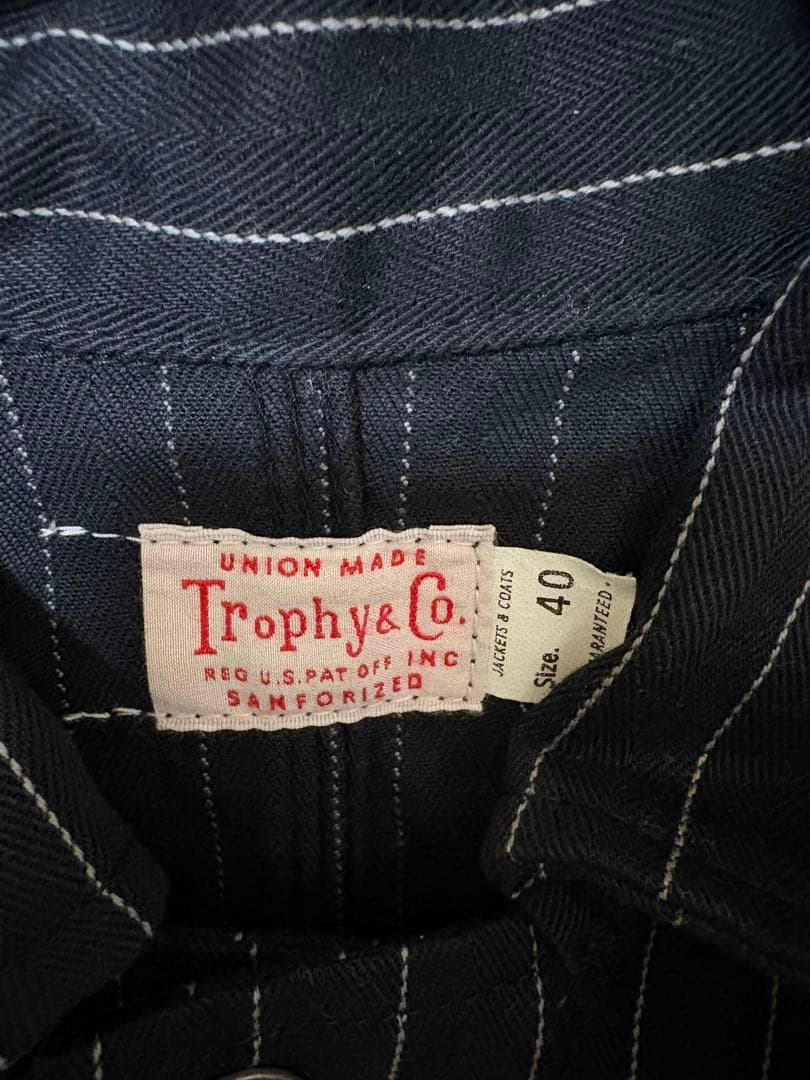 UNION MADE
Trophy & Co.
REG U.S. PAT OFF INC
SANFORIZED
JACKETS & COATS
Size. 40